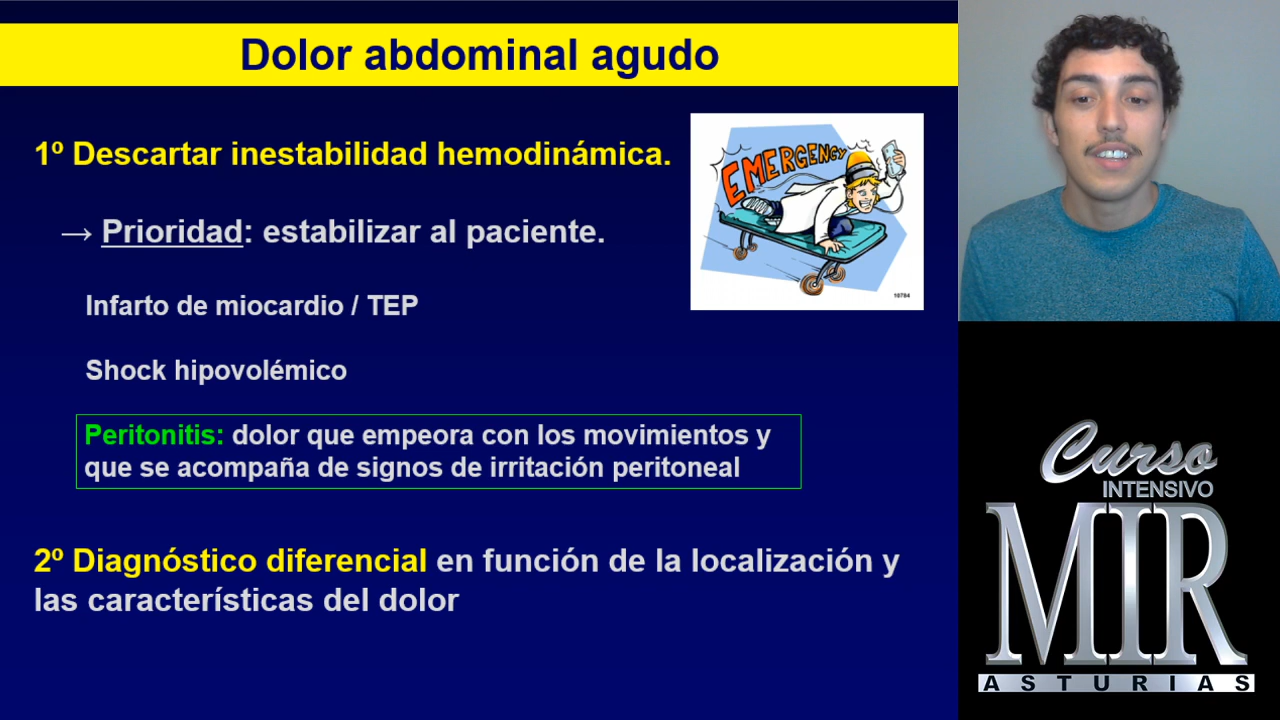 Dolor abdominal agudo
1º Descartar inestabilidad hemodinámica.
→ Prioridad: estabilizar al paciente.
Infarto de miocardio / TEP
Shock hipovolémico
Peritonitis: dolor que empeora con los movimientos y
que se acompaña de signos de irritación peritoneal
2º Diagnóstico diferencial en función de la localización y
las características del dolor
EMERGENCY
10784
Curso
INTENSIVO
MIR
ASTURIAS